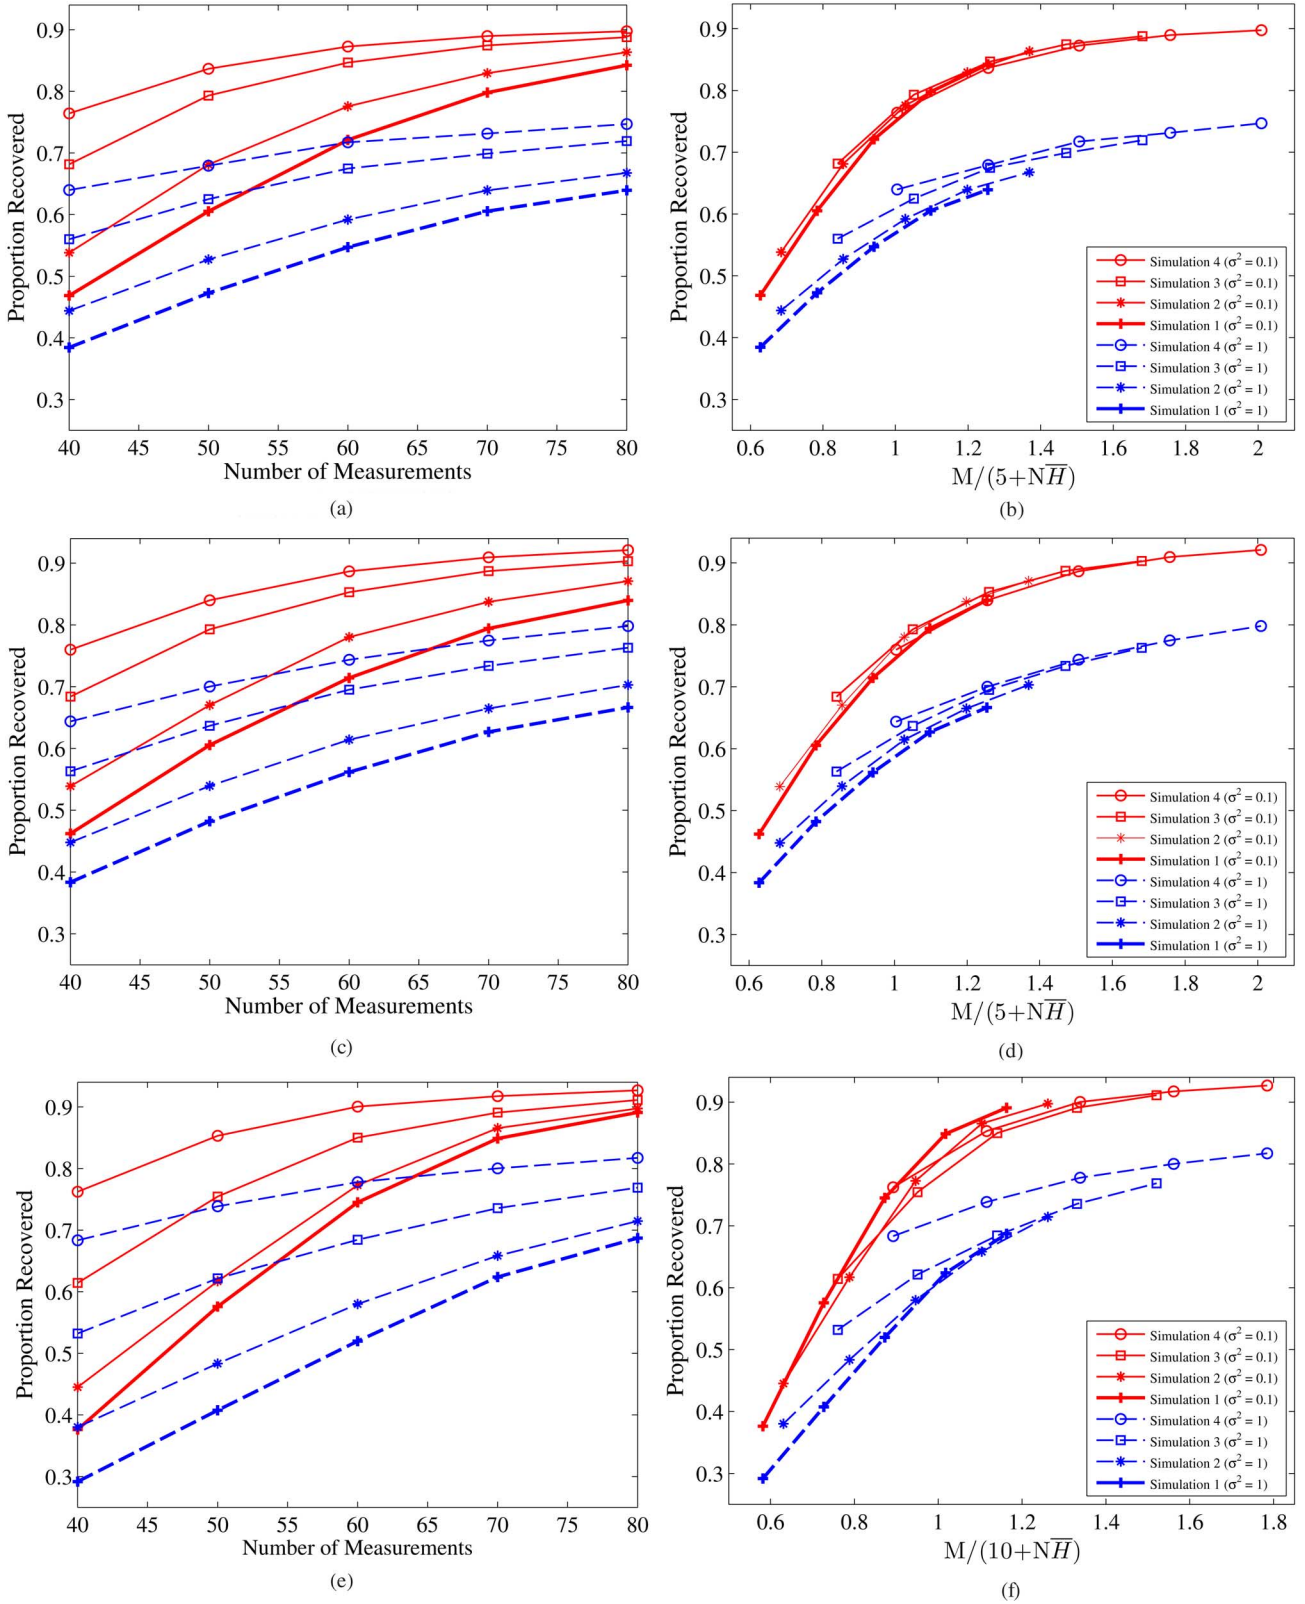 0.9
0.8
0.7
0.6
0.5
0.4
0.3
Proportion Recovered
40 45 50 55 60 65 70 75 80
Number of Measurements
(a)
0.9
0.8
0.7
0.6
0.5
0.4
0.3
Proportion Recovered
Simulation 4 (σ² = 0.1)
Simulation 3 (σ² = 0.1)
Simulation 2 (σ² = 0.1)
Simulation 1 (σ² = 0.1)
Simulation 4 (σ² = 1)
Simulation 3 (σ² = 1)
Simulation 2 (σ² = 1)
Simulation 1 (σ² = 1)
0.6 0.8 1 1.2 1.4 1.6 1.8 2
M/(5+NH̅)
(b)
0.9
0.8
0.7
0.6
0.5
0.4
0.3
Proportion Recovered
40 45 50 55 60 65 70 75 80
Number of Measurements
(c)
0.9
0.8
0.7
0.6
0.5
0.4
0.3
Proportion Recovered
Simulation 4 (σ² = 0.1)
Simulation 3 (σ² = 0.1)
Simulation 2 (σ² = 0.1)
Simulation 1 (σ² = 0.1)
Simulation 4 (σ² = 1)
Simulation 3 (σ² = 1)
Simulation 2 (σ² = 1)
Simulation 1 (σ² = 1)
0.6 0.8 1 1.2 1.4 1.6 1.8 2
M/(5+NH̅)
(d)
0.9
0.8
0.7
0.6
0.5
0.4
0.3
Proportion Recovered
40 45 50 55 60 65 70 75 80
Number of Measurements
(e)
0.9
0.8
0.7
0.6
0.5
0.4
0.3
Proportion Recovered
Simulation 4 (σ² = 0.1)
Simulation 3 (σ² = 0.1)
Simulation 2 (σ² = 0.1)
Simulation 1 (σ² = 0.1)
Simulation 4 (σ² = 1)
Simulation 3 (σ² = 1)
Simulation 2 (σ² = 1)
Simulation 1 (σ² = 1)
0.6 0.8 1 1.2 1.4 1.6 1.8
M/(10+NH̅)
(f)